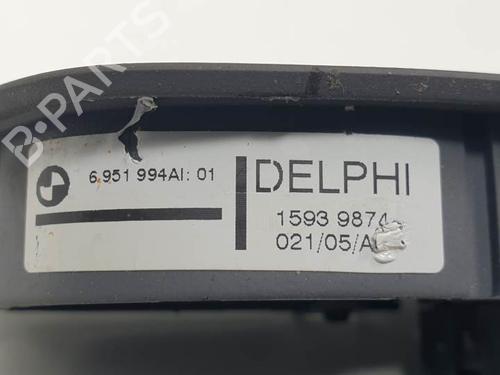 B-PARTS
6 951 994AI: 01
DELPHI
1593 9874
021/05/A